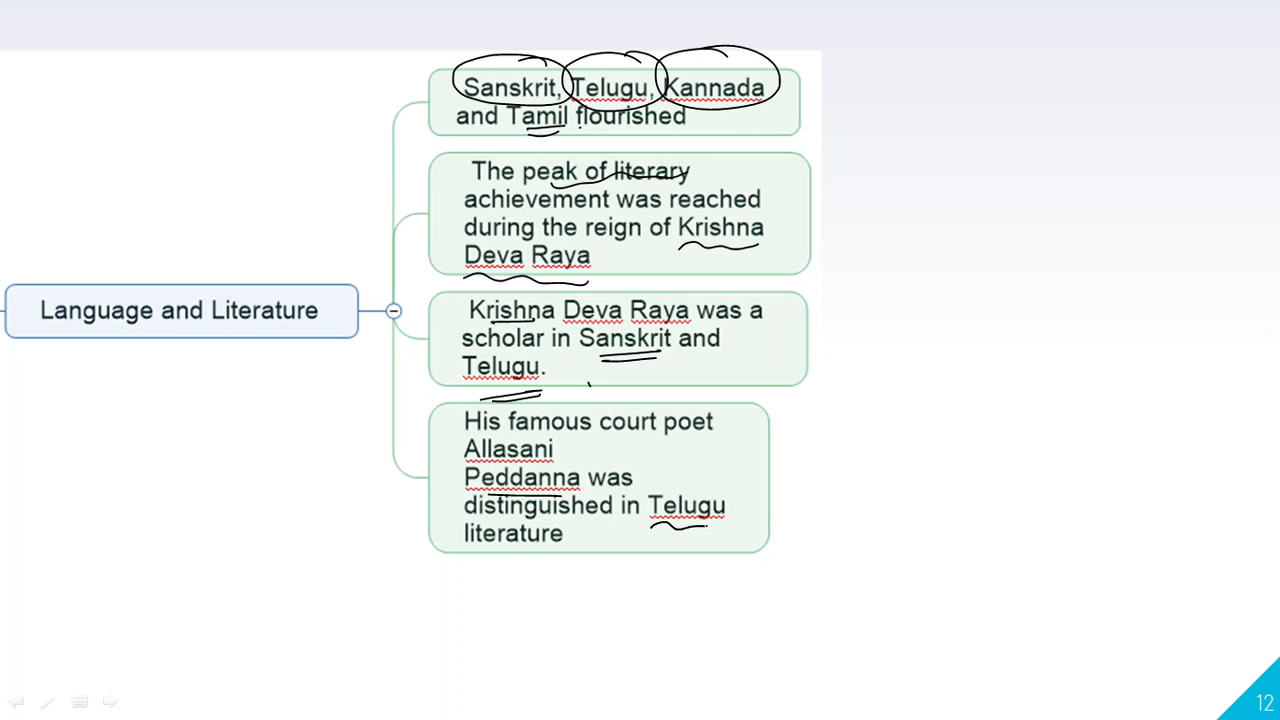 Sanskrit, Telugu, Kannada
and Tamil flourished
The peak of literary
achievement was reached
during the reign of Krishna
Deva Raya
Language and Literature
Krishna Deva Raya was a
scholar in Sanskrit and
Telugu.
His famous court poet
Allasani
Peddanna was
distinguished in Telugu
literature
12